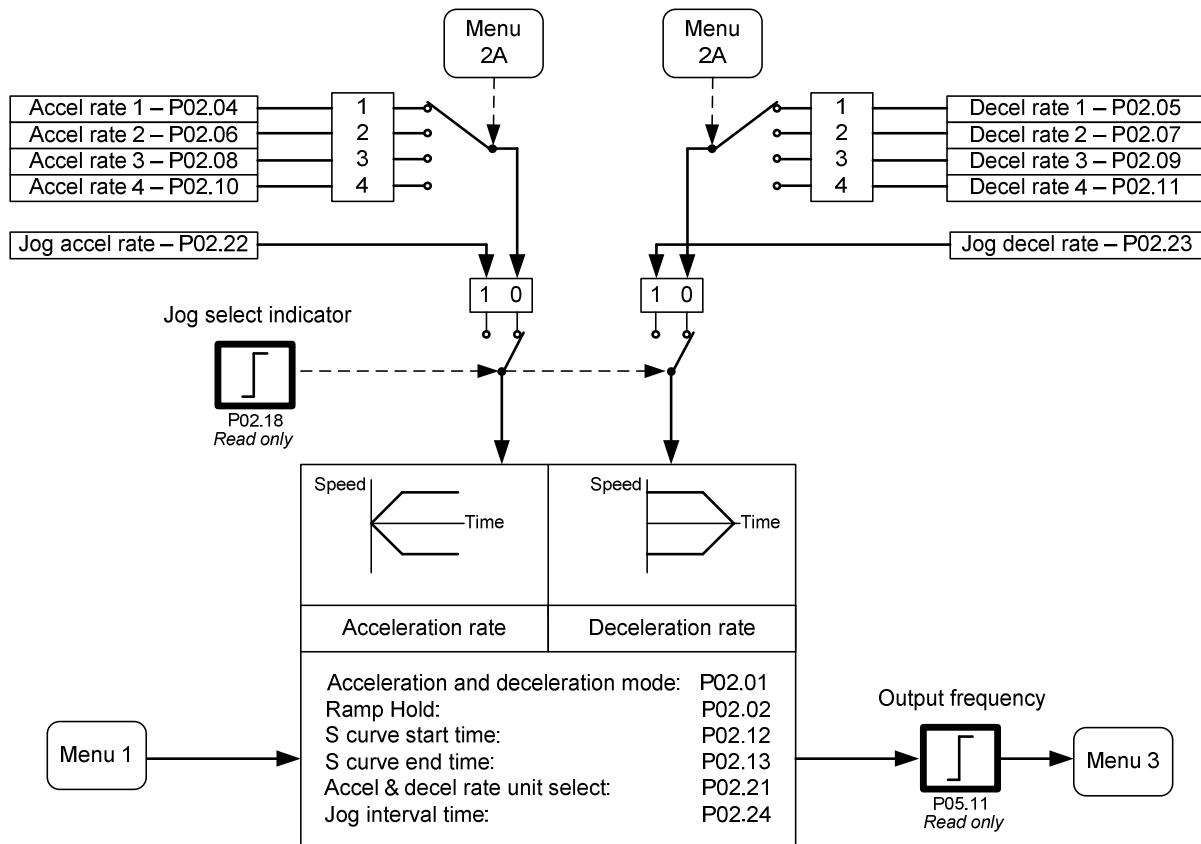 Menu 2A
Menu 2A
Accel rate 1 – P02.04
Accel rate 2 – P02.06
Accel rate 3 – P02.08
Accel rate 4 – P02.10
1
2
3
4
1
2
3
4
Decel rate 1 – P02.05
Decel rate 2 – P02.07
Decel rate 3 – P02.09
Decel rate 4 – P02.11
Jog accel rate – P02.22
Jog decel rate – P02.23
1 0
1 0
Jog select indicator
P02.18
Read only
Speed
Time
Speed
Time
Acceleration rate
Deceleration rate
Acceleration and deceleration mode: P02.01
Ramp Hold: P02.02
S curve start time: P02.12
S curve end time: P02.13
Accel & decel rate unit select: P02.21
Jog interval time: P02.24
Menu 1
Output frequency
P05.11
Read only
Menu 3